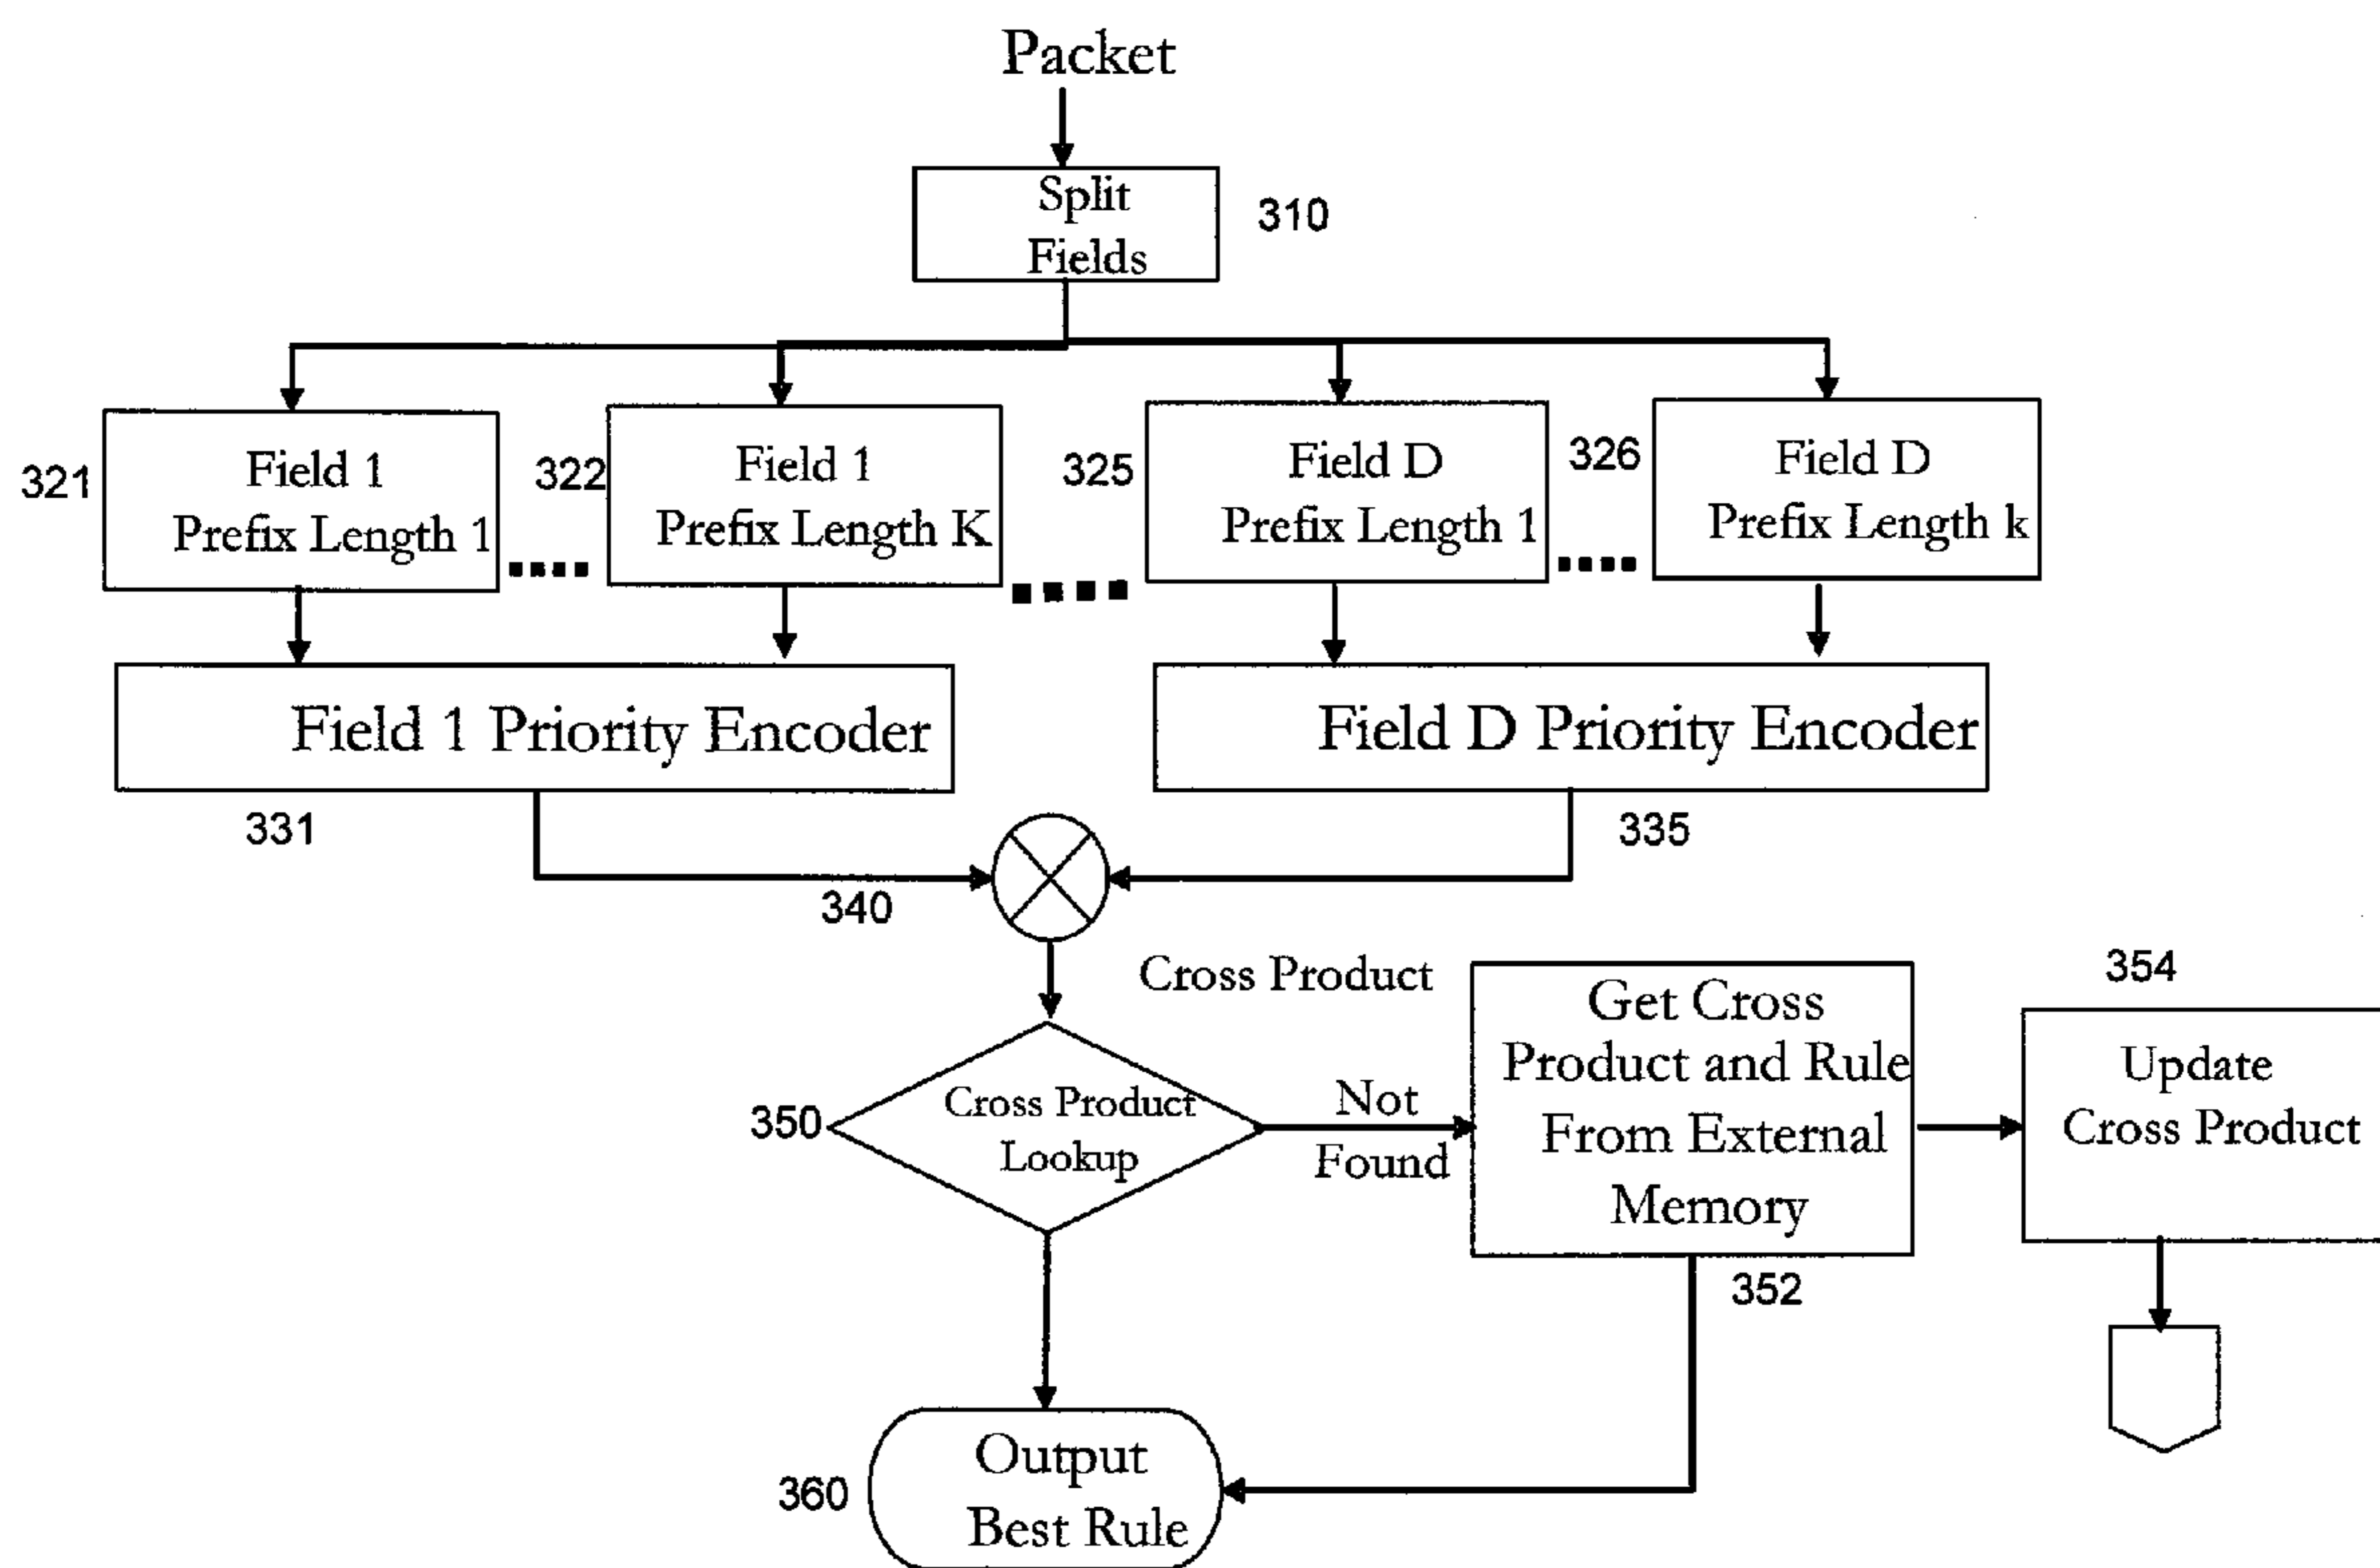 Packet
Split
Fields
310
321
Field 1
Prefix Length 1
322
Field 1
Prefix Length K
325
Field D
Prefix Length 1
326
Field D
Prefix Length k
Field 1 Priority Encoder
331
Field D Priority Encoder
335
340
Cross Product
350
Cross Product
Lookup
Not
Found
Get Cross
Product and Rule
From External
Memory
352
354
Update
Cross Product
360
Output
Best Rule